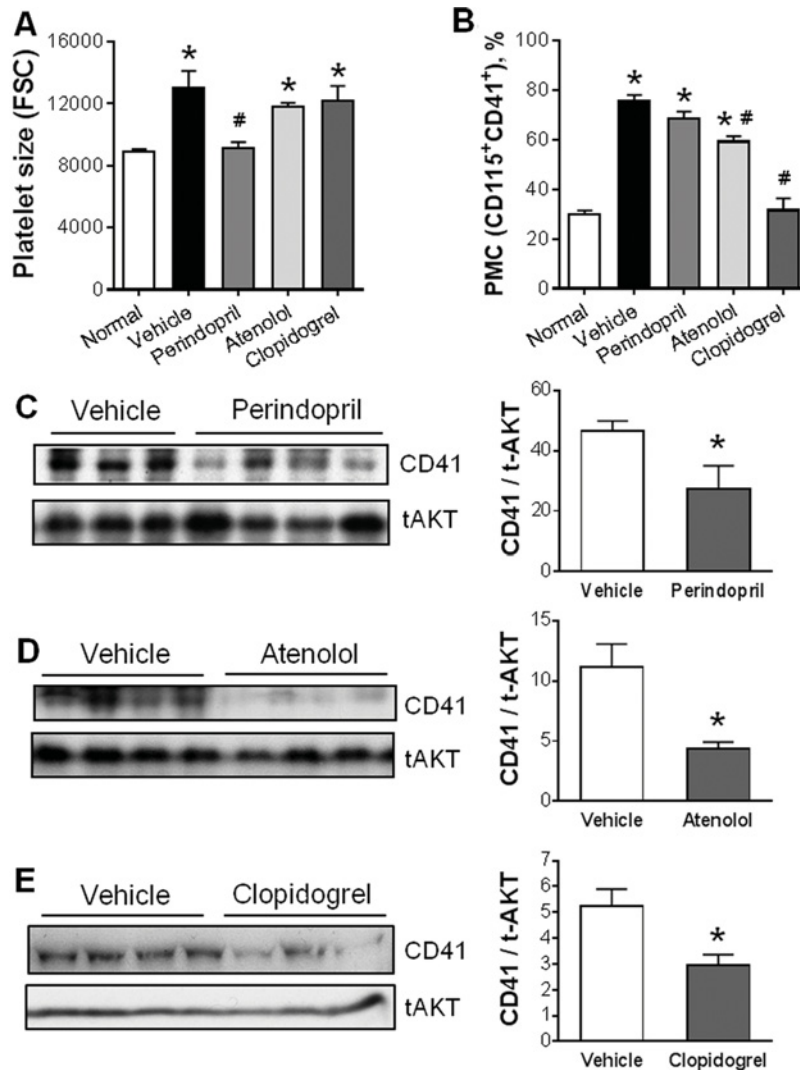 A
Platelet size (FSC)
16000
12000
8000
4000
0
*
#
*
*
Normal
Vehicle
Perindopril
Atenolol
Clopidogrel
B
PMC (CD115+CD41+), %
100
80
60
40
20
0
*
*
* #
#
Normal
Vehicle
Perindopril
Atenolol
Clopidogrel
C
Vehicle Perindopril
CD41
tAKT
CD41 / t-AKT
60
40
20
0
*
Vehicle Perindopril
D
Vehicle Atenolol
CD41
tAKT
CD41 / t-AKT
15
10
5
0
*
Vehicle Atenolol
E
Vehicle Clopidogrel
CD41
tAKT
CD41 / t-AKT
7
6
5
4
3
2
1
0
*
Vehicle Clopidogrel